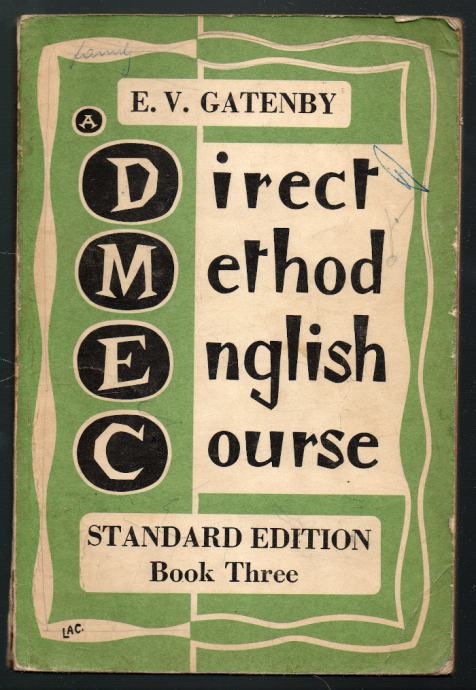 E. V. GATENBY
A
Direct
Method
English
Course
STANDARD EDITION
Book Three
LAC.